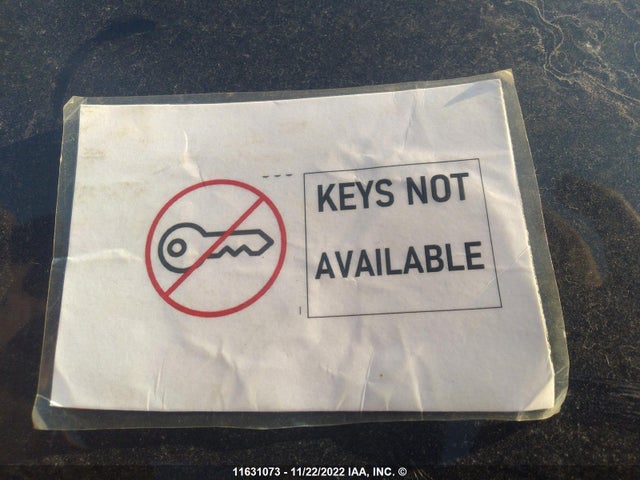 KEYS NOT
AVAILABLE
11631073 - 11/22/2022 IAA, INC. ©